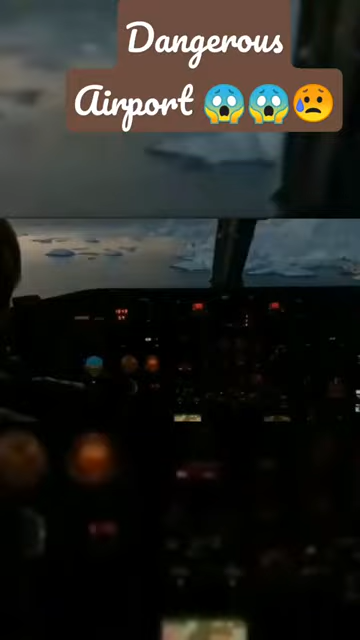 Dangerous
Airport 😱😱😥